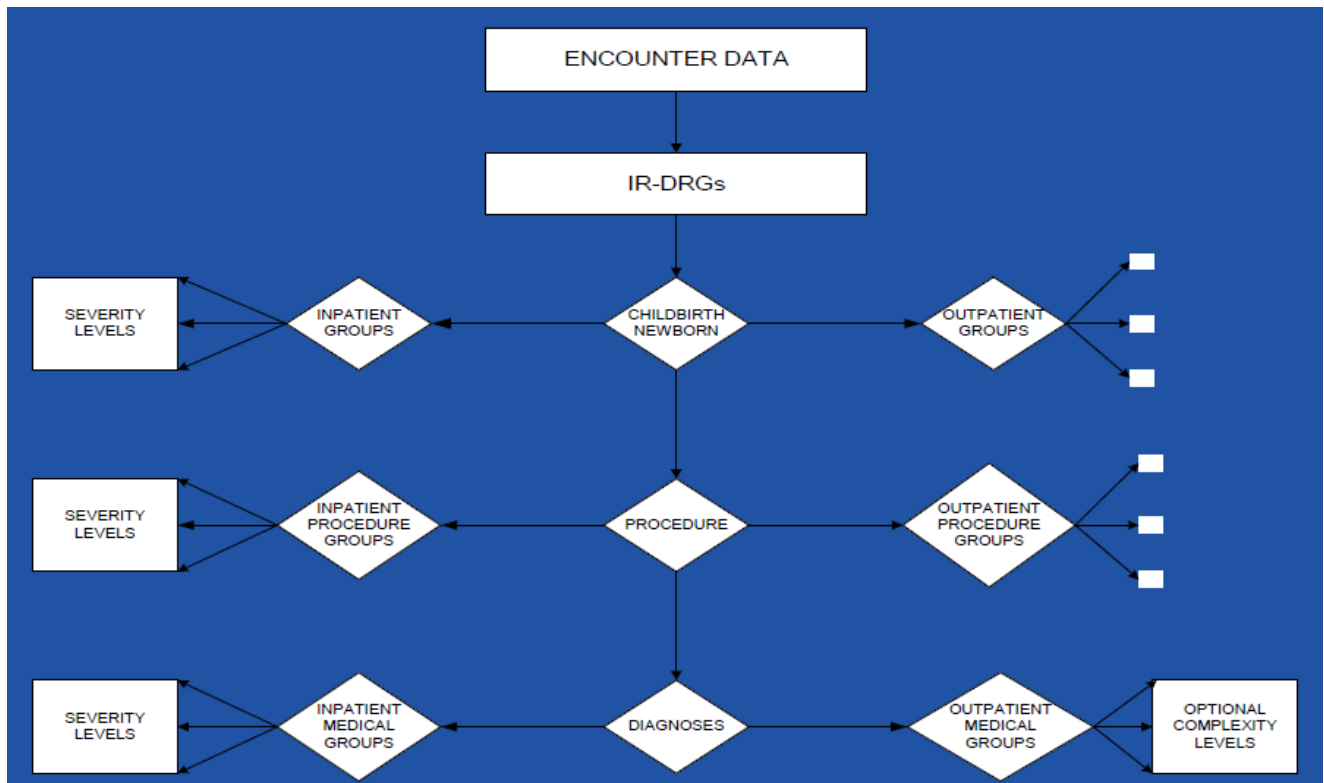 ENCOUNTER DATA
IR-DRGs
SEVERITY
LEVELS
INPATIENT
GROUPS
CHILDBIRTH
NEWBORN
OUTPATIENT
GROUPS
SEVERITY
LEVELS
INPATIENT
PROCEDURE
GROUPS
PROCEDURE
OUTPATIENT
PROCEDURE
GROUPS
SEVERITY
LEVELS
INPATIENT
MEDICAL
GROUPS
DIAGNOSES
OUTPATIENT
MEDICAL
GROUPS
OPTIONAL
COMPLEXITY
LEVELS